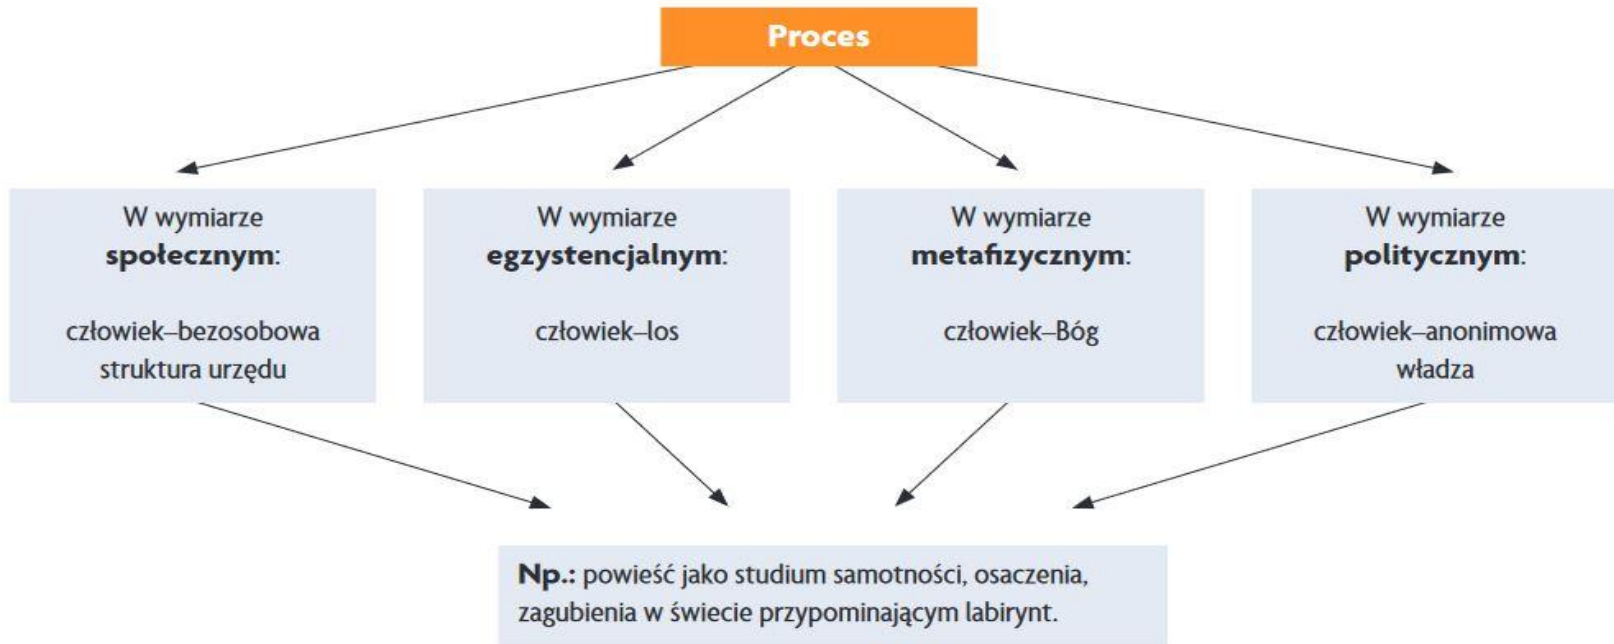 Proces
W wymiarze
społecznym:
człowiek–bezosobowa
struktura urzędu
W wymiarze
egzystencjalnym:
człowiek–los
W wymiarze
metafizycznym:
człowiek–Bóg
W wymiarze
politycznym:
człowiek–anonimowa
władza
Np.: powieść jako studium samotności, osaczenia,
zagubienia w świecie przypominającym labirynt.